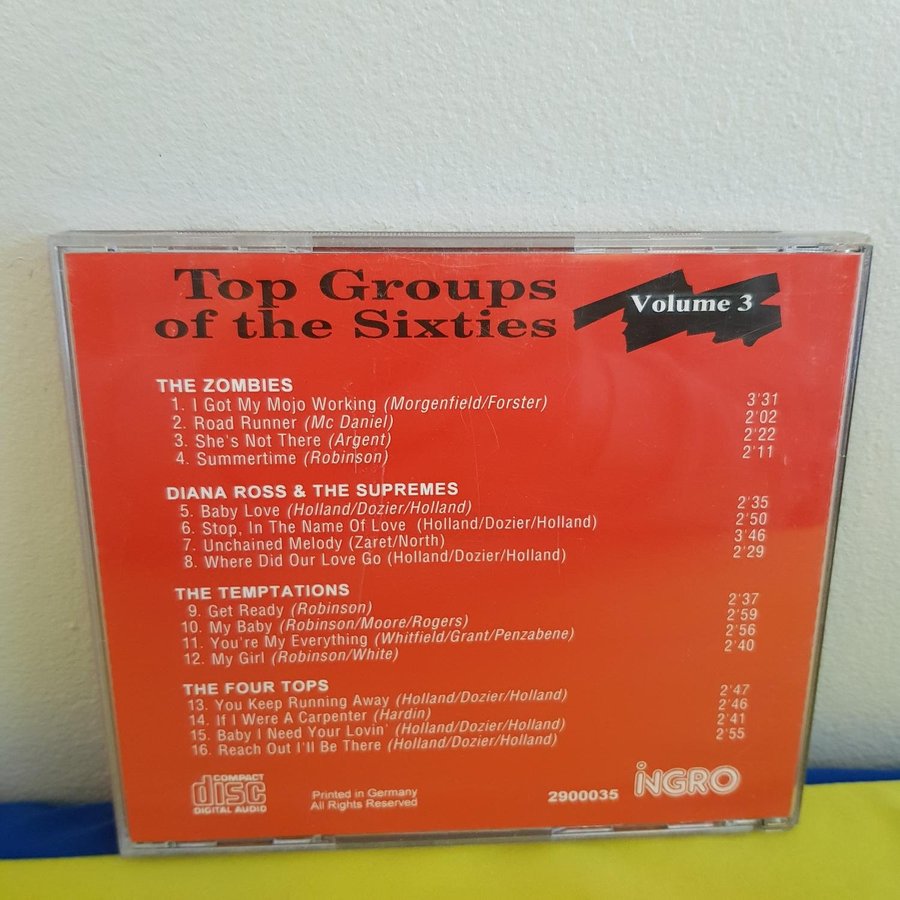 Top Groups
of the Sixties
Volume 3
THE ZOMBIES
1. I Got My Mojo Working (Morgenfield/Forster) 3'31
2. Road Runner (Mc Daniel) 2'02
3. She's Not There (Argent) 2'22
4. Summertime (Robinson) 2'11
DIANA ROSS & THE SUPREMES
5. Baby Love (Holland/Dozier/Holland) 2'35
6. Stop, In The Name Of Love (Holland/Dozier/Holland) 2'50
7. Unchained Melody (Zaret/North) 3'46
8. Where Did Our Love Go (Holland/Dozier/Holland) 2'29
THE TEMPTATIONS
9. Get Ready (Robinson) 2'37
10. My Baby (Robinson/Moore/Rogers) 2'59
11. You're My Everything (Whitfield/Grant/Penzabene) 2'56
12. My Girl (Robinson/White) 2'40
THE FOUR TOPS
13. You Keep Running Away (Holland/Dozier/Holland) 2'47
14. If I Were A Carpenter (Hardin) 2'46
15. Baby I Need Your Lovin' (Holland/Dozier/Holland) 2'41
16. Reach Out I'll Be There (Holland/Dozier/Holland) 2'55
COMPACT
disc
DIGITAL AUDIO
Printed in Germany
All Rights Reserved
2900035
iNGRO